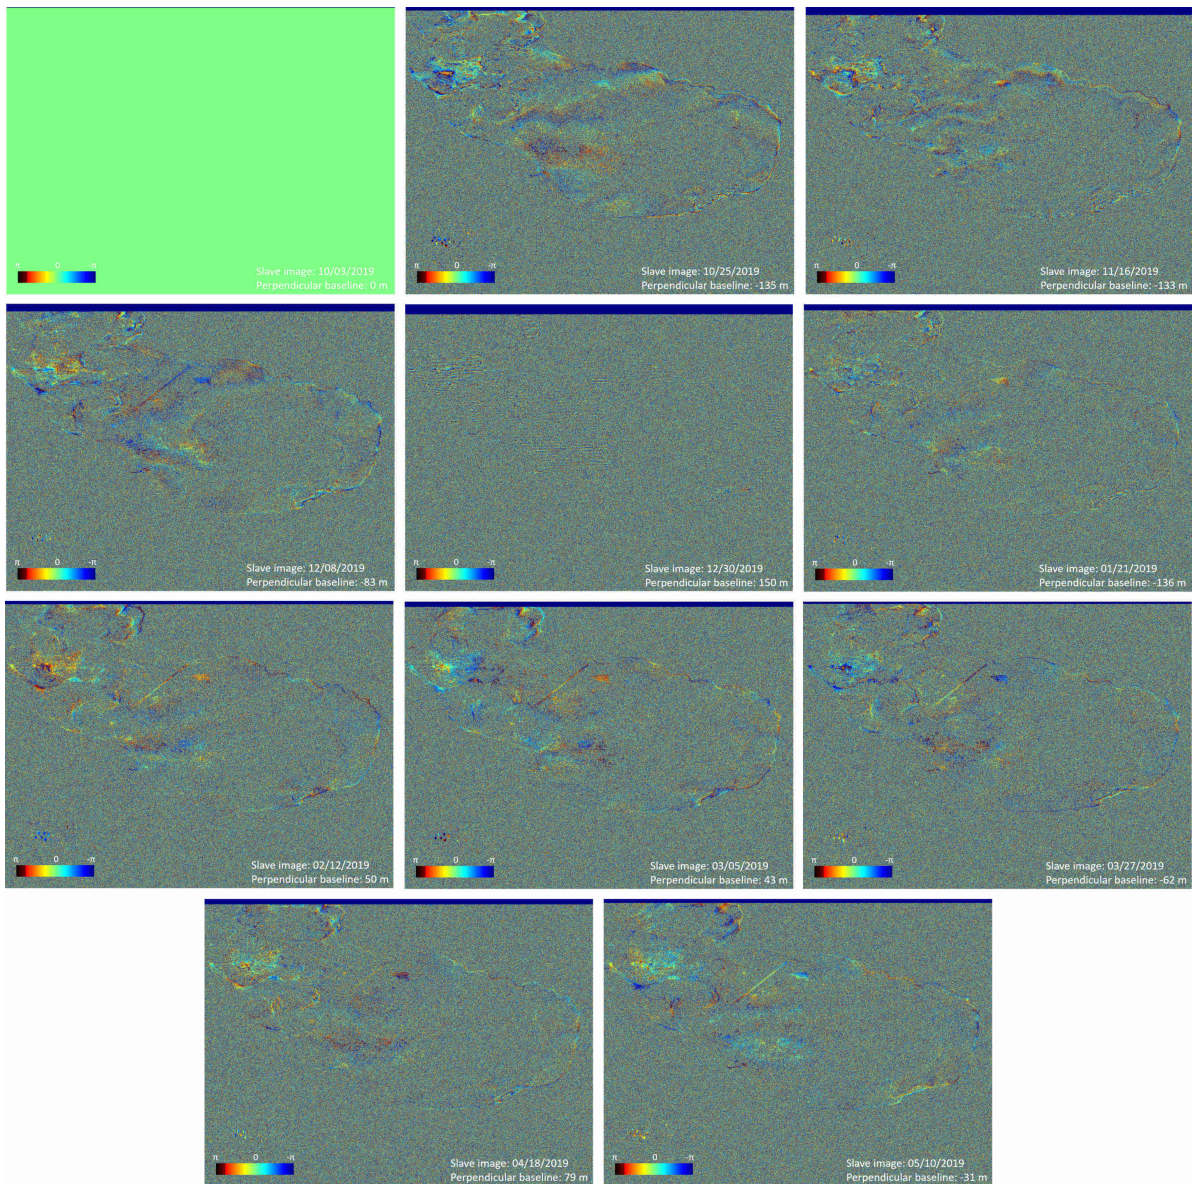 π 0 -π
Slave image: 10/03/2019
Perpendicular baseline: 0 m
π 0 -π
Slave image: 10/25/2019
Perpendicular baseline: -135 m
π 0 -π
Slave image: 11/16/2019
Perpendicular baseline: -133 m
π 0 -π
Slave image: 12/08/2019
Perpendicular baseline: -83 m
π 0 -π
Slave image: 12/30/2019
Perpendicular baseline: 150 m
π 0 -π
Slave image: 01/21/2019
Perpendicular baseline: -136 m
π 0 -π
Slave image: 02/12/2019
Perpendicular baseline: 50 m
π 0 -π
Slave image: 03/05/2019
Perpendicular baseline: 43 m
π 0 -π
Slave image: 03/27/2019
Perpendicular baseline: -62 m
π 0 -π
Slave image: 04/18/2019
Perpendicular baseline: 79 m
π 0 -π
Slave image: 05/10/2019
Perpendicular baseline: -31 m